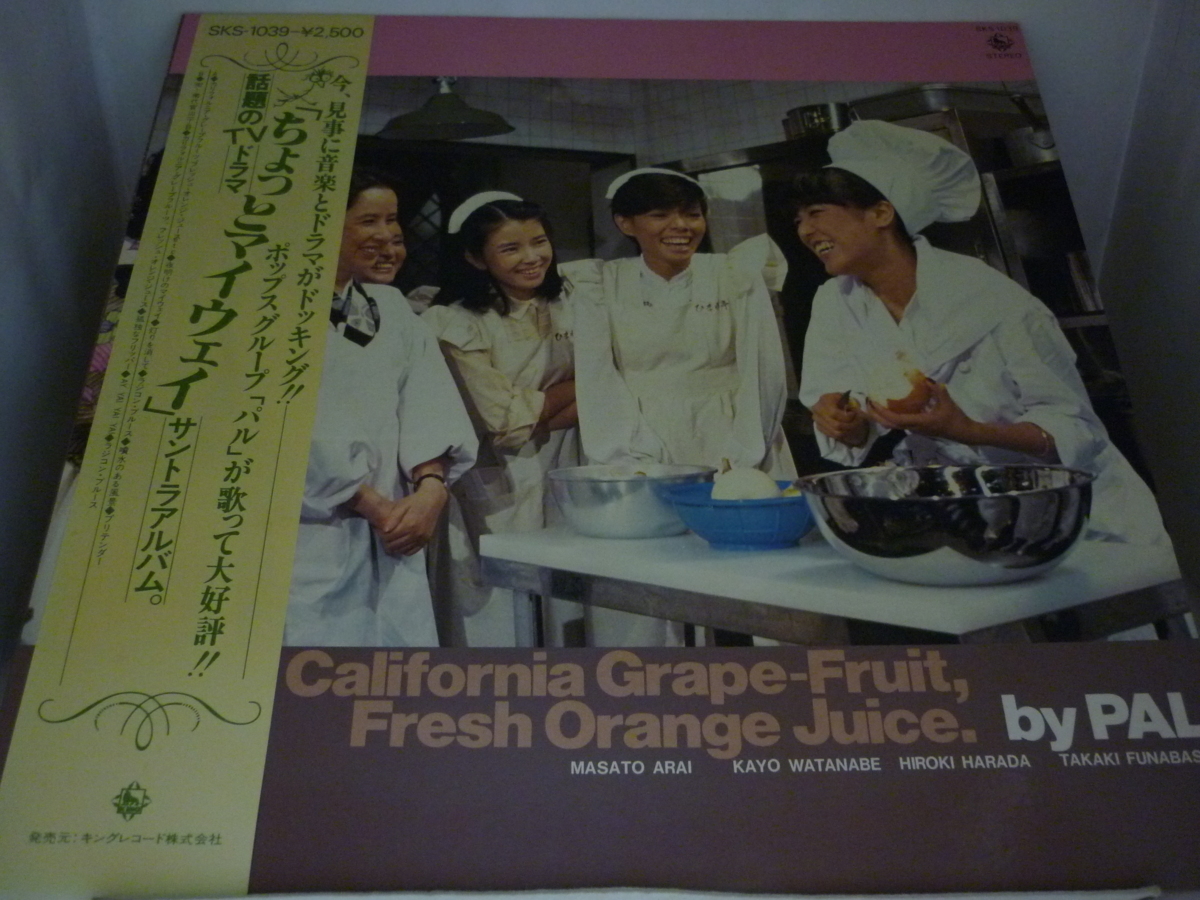 SKS-1039-¥2,500
今、見事に音楽とドラマがドッキング!!
ポップスグループ「パル」が歌って大好評!!
話題のTVドラマ
「ちょっとマイウェイ」サントラアルバム。
発売元:キングレコード株式会社
STEREO
California Grape-Fruit,
Fresh Orange Juice.
by PAL
MASATO ARAI
KAYO WATANABE
HIROKI HARADA
TAKAKI FUNABAS